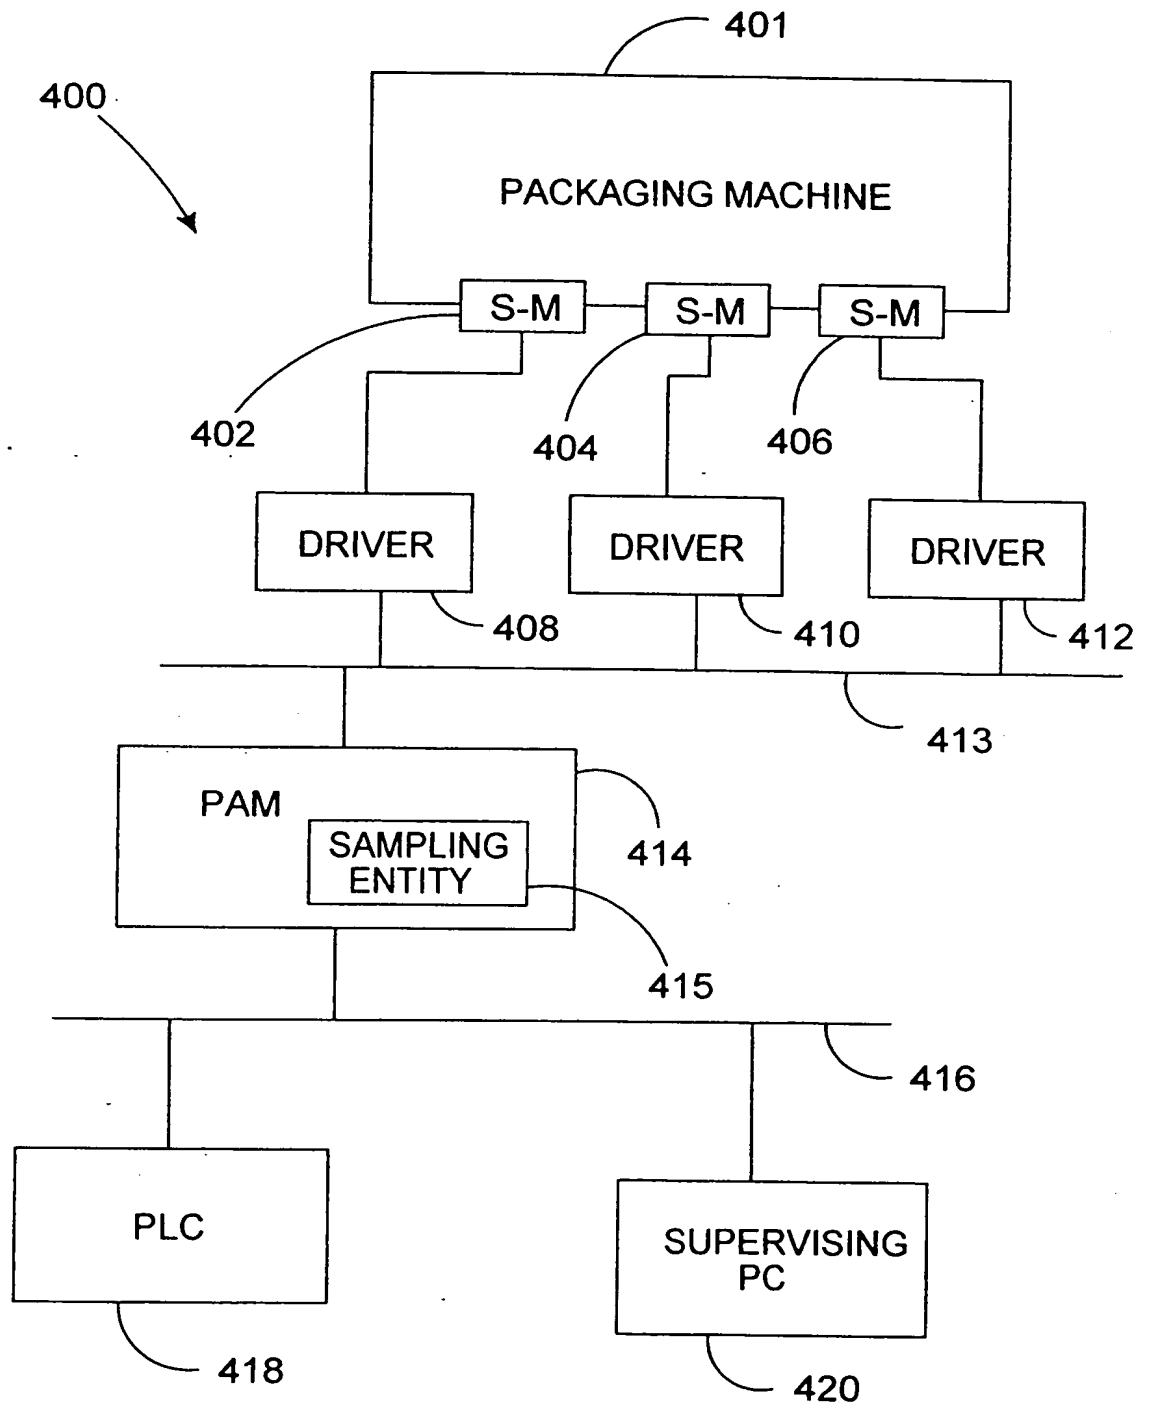 401
400
PACKAGING MACHINE
S-M
S-M
S-M
402
404
406
DRIVER
DRIVER
DRIVER
408
410
412
413
PAM
SAMPLING
ENTITY
414
415
416
PLC
SUPERVISING
PC
418
420